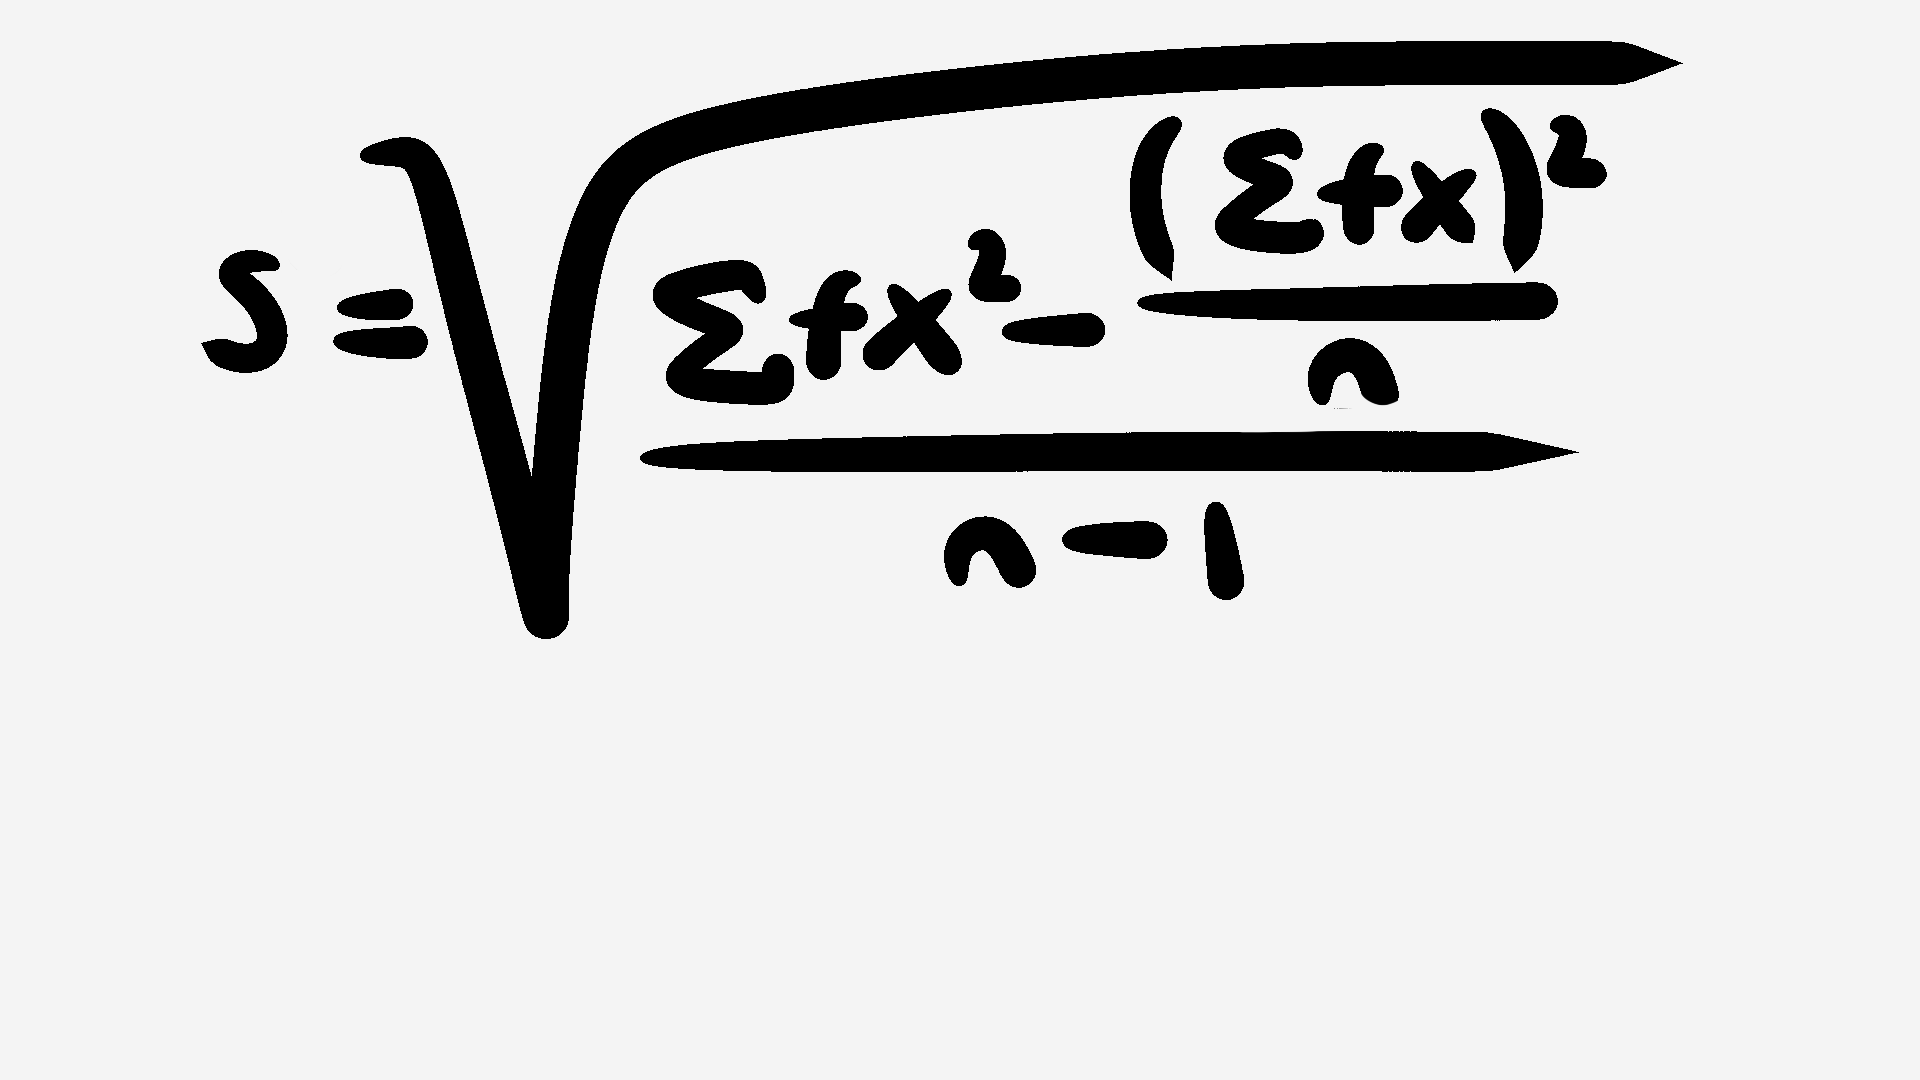 S = √((Σfx² - (Σfx)²/n)/(n - 1))